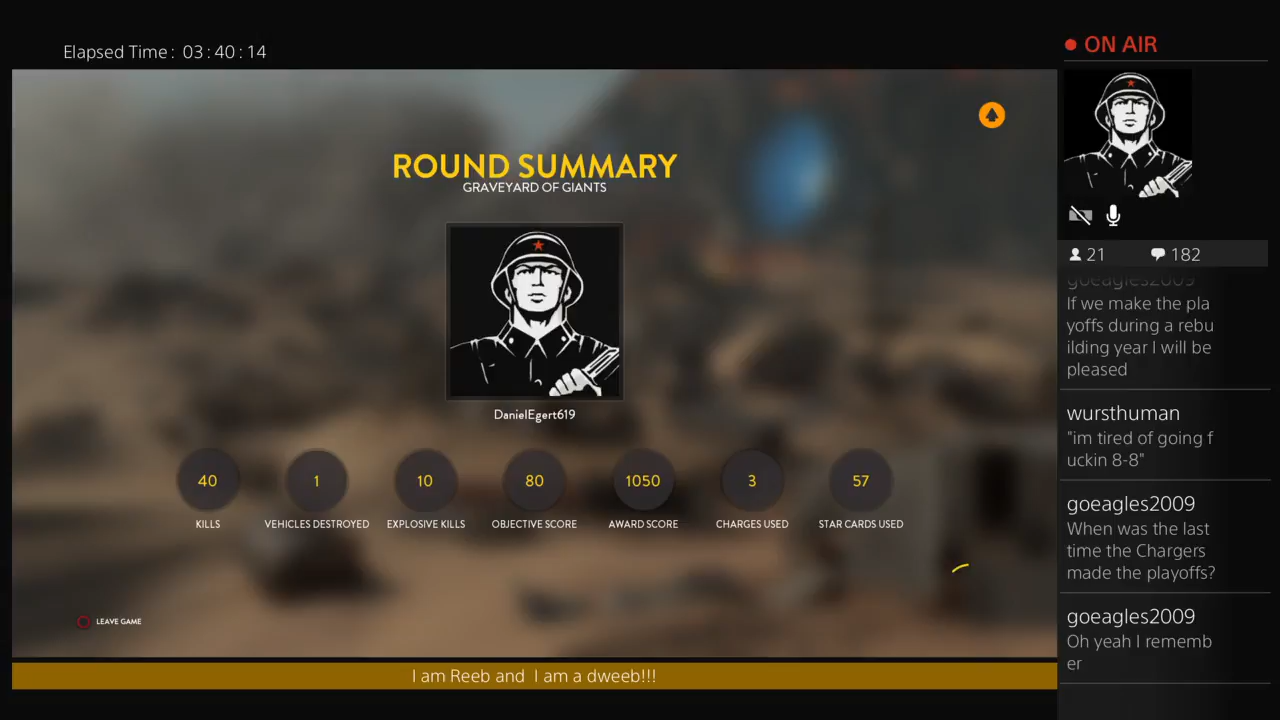 Elapsed Time: 03:40:14
ON AIR
ROUND SUMMARY
GRAVEYARD OF GIANTS
DanielEgert619
40
1
10
80
1050
3
57
KILLS
VEHICLES DESTROYED
EXPLOSIVE KILLS
OBJECTIVE SCORE
AWARD SCORE
CHARGES USED
STAR CARDS USED
LEAVE GAME
I am Reeb and I am a dweeb!!!
21
182
goeagles2009
If we make the pla
yoffs during a rebu
ilding year I will be
pleased
wursthuman
"im tired of going f
uckin 8-8"
goeagles2009
When was the last
time the Chargers
made the playoffs?
goeagles2009
Oh yeah I rememb
er